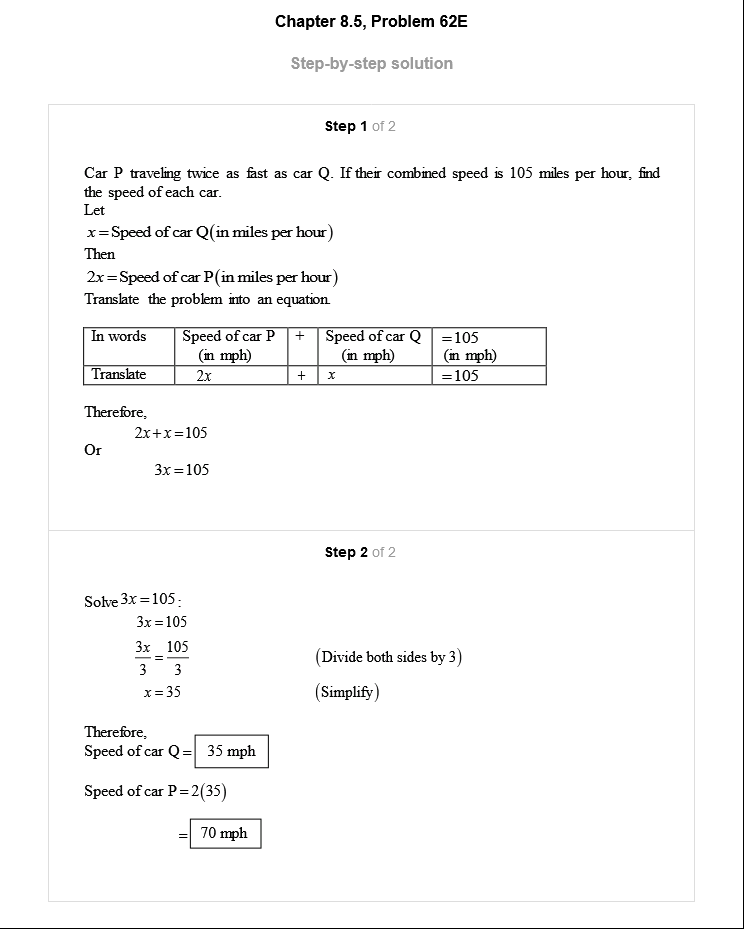 Chapter 8.5, Problem 62E
Step-by-step solution
Step 1 of 2
Car P traveling twice as fast as car Q. If their combined speed is 105 miles per hour, find
the speed of each car.
Let
x = Speed of car Q(in miles per hour)
Then
2x = Speed of car P(in miles per hour)
Translate the problem into an equation.
In words Speed of car P + Speed of car Q =105
(in mph) (in mph) (in mph)
Translate 2x + x =105
Therefore,
2x+x=105
Or
3x=105
Step 2 of 2
Solve 3x=105:
3x=105
3x/3 = 105/3 (Divide both sides by 3)
x=35 (Simplify)
Therefore,
Speed of car Q= 35 mph
Speed of car P=2(35)
= 70 mph